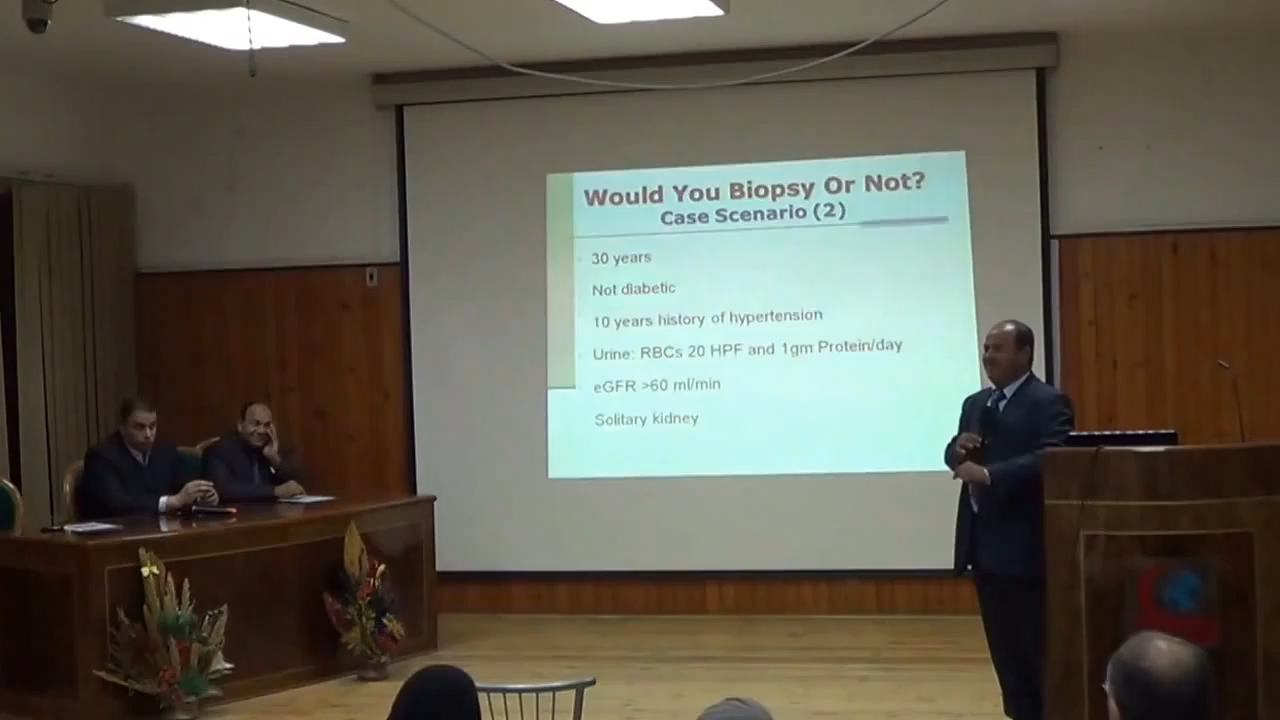 Would You Biopsy Or Not?
Case Scenario (2)
30 years
Not diabetic
10 years history of hypertension
Urine: RBCs 20 HPF and 1gm Protein/day
eGFR >60 ml/min
Solitary kidney